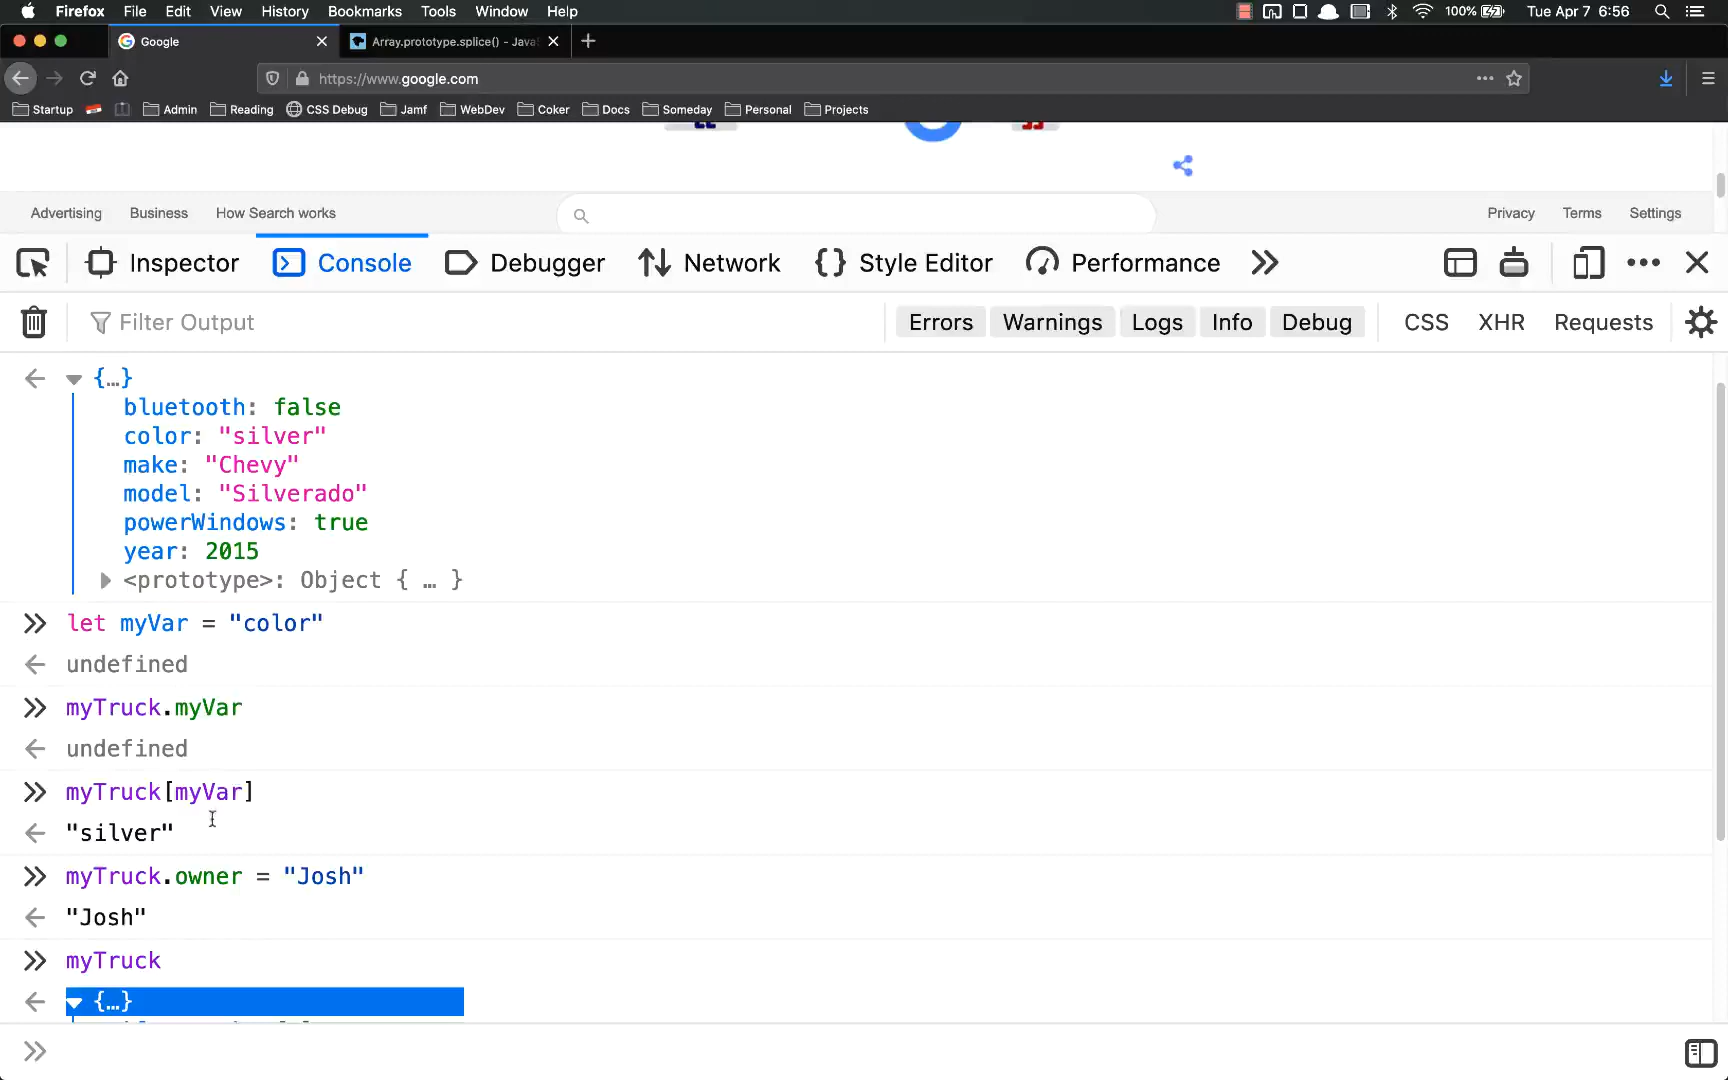 Firefox File Edit View History Bookmarks Tools Window Help 100% Tue Apr 7 6:56
Google Array.prototype.splice() - Java
https://www.google.com
Startup Admin Reading CSS Debug Jamf WebDev Coker Docs Someday Personal Projects
Advertising Business How Search works Privacy Terms Settings
Inspector Console Debugger Network Style Editor Performance
Filter Output Errors Warnings Logs Info Debug CSS XHR Requests
{…}
bluetooth: false
color: "silver"
make: "Chevy"
model: "Silverado"
powerWindows: true
year: 2015
<prototype>: Object { … }
let myVar = "color"
undefined
myTruck.myVar
undefined
myTruck[myVar]
"silver"
myTruck.owner = "Josh"
"Josh"
myTruck
{…}